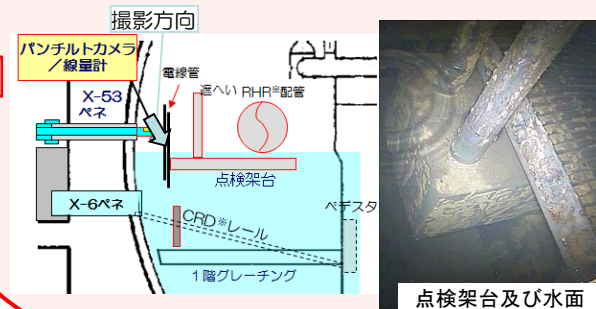 撮影方向
パンチルトカメラ
／線量計
電線管
遮へい
RHR※配管
X-53
ペネ
点検架台
X-6ペネ
ペデスタ
CRD※レール
１階グレーチング
点検架台及び水面